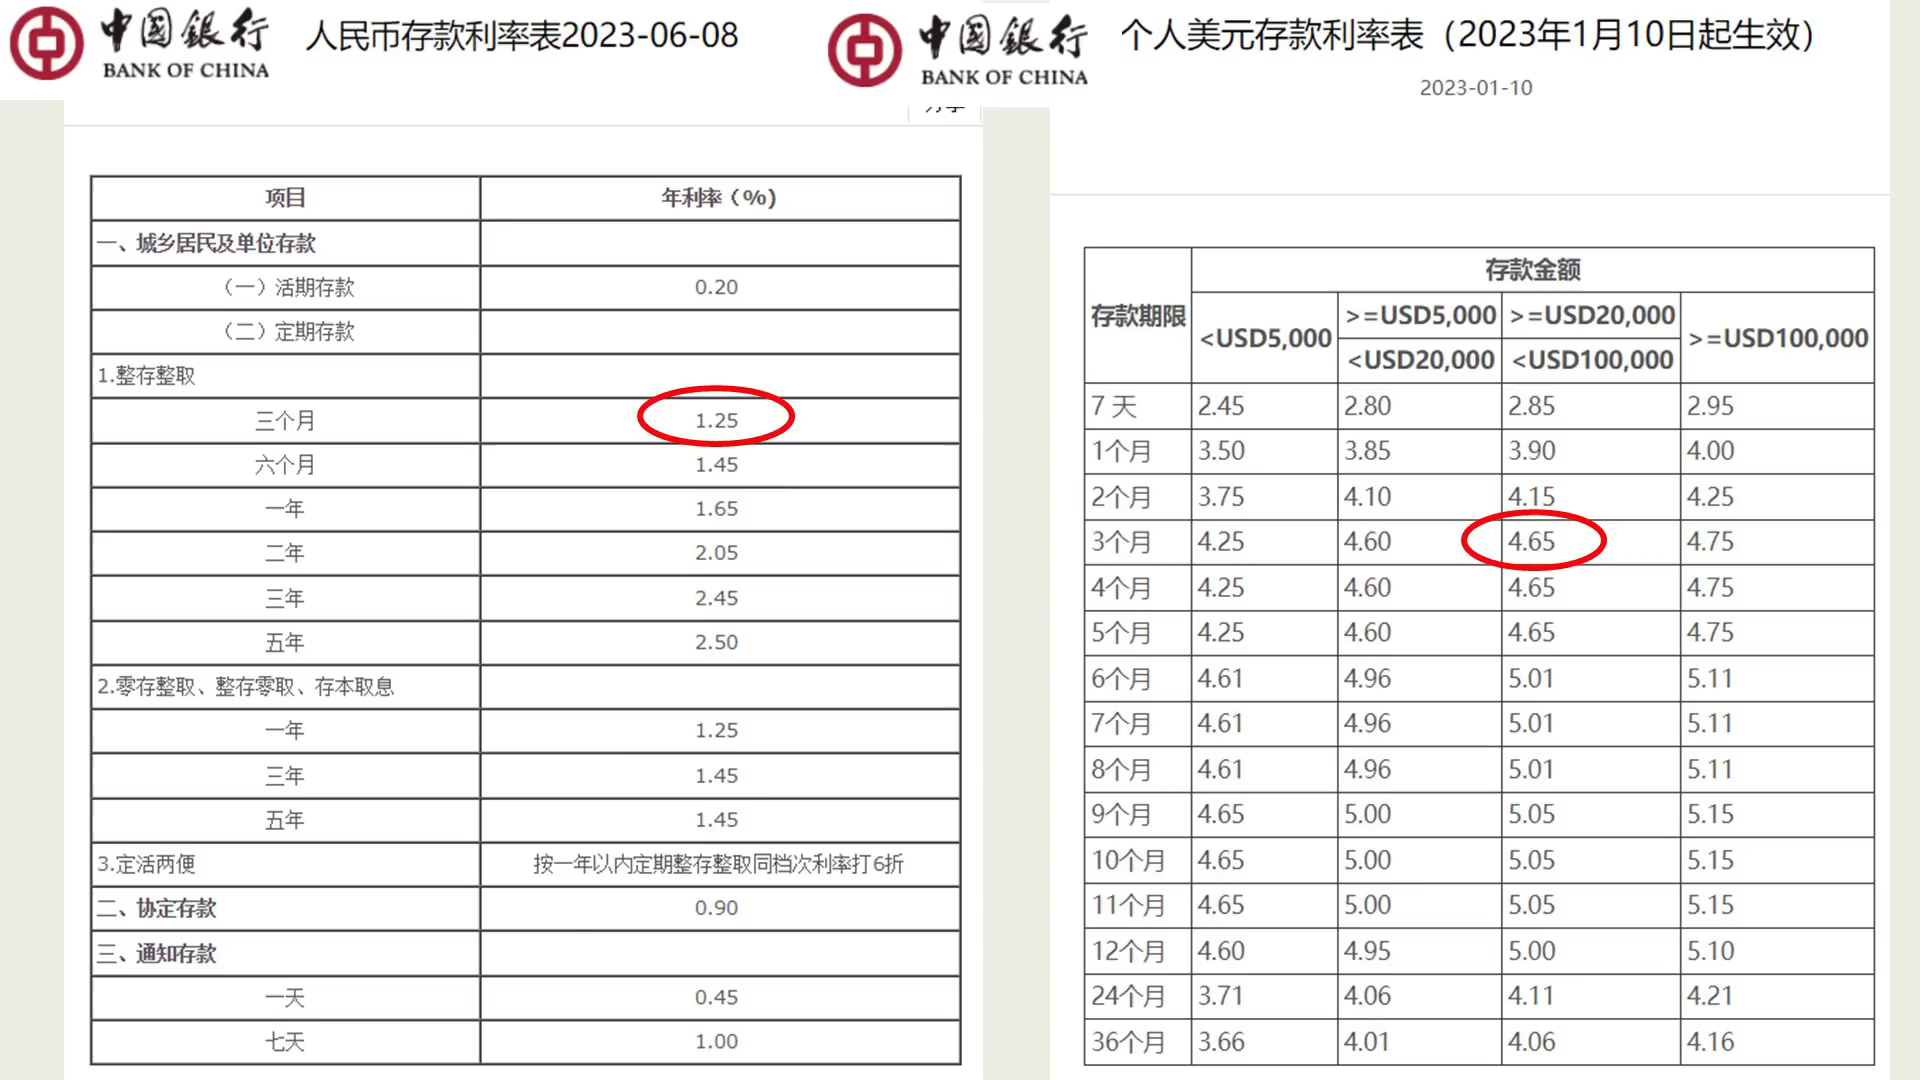 中國銀行
BANK OF CHINA
人民币存款利率表2023-06-08
项目 年利率（%）
一、城乡居民及单位存款
（一）活期存款 0.20
（二）定期存款
1.整存整取
三个月 1.25
六个月 1.45
一年 1.65
二年 2.05
三年 2.45
五年 2.50
2.零存整取、整存零取、存本取息
一年 1.25
三年 1.45
五年 1.45
3.定活两便 按一年以内定期整存整取同档次利率打6折
二、协定存款 0.90
三、通知存款
一天 0.45
七天 1.00
中國銀行
BANK OF CHINA
个人美元存款利率表（2023年1月10日起生效）
2023-01-10
存款期限 存款金额
<USD5,000 >=USD5,000 <USD20,000 >=USD20,000 <USD100,000 >=USD100,000
7 天 2.45 2.80 2.85 2.95
1个月 3.50 3.85 3.90 4.00
2个月 3.75 4.10 4.15 4.25
3个月 4.25 4.60 4.65 4.75
4个月 4.25 4.60 4.65 4.75
5个月 4.25 4.60 4.65 4.75
6个月 4.61 4.96 5.01 5.11
7个月 4.61 4.96 5.01 5.11
8个月 4.61 4.96 5.01 5.11
9个月 4.65 5.00 5.05 5.15
10个月 4.65 5.00 5.05 5.15
11个月 4.65 5.00 5.05 5.15
12个月 4.60 4.95 5.00 5.10
24个月 3.71 4.06 4.11 4.21
36个月 3.66 4.01 4.06 4.16